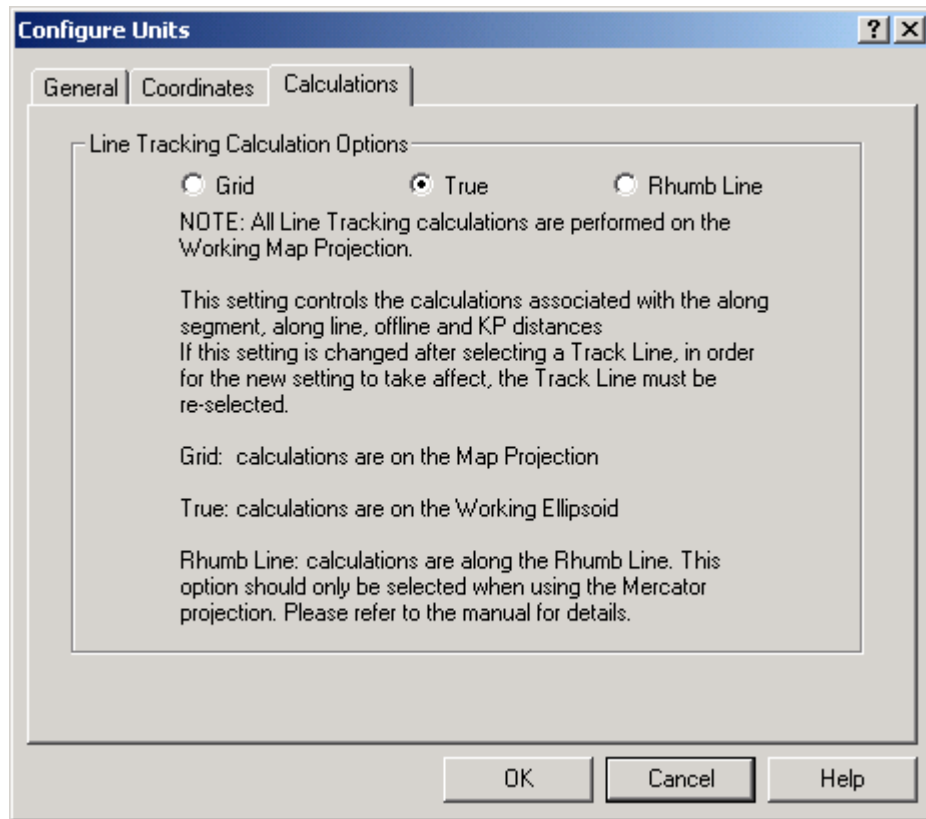 Configure Units
General Coordinates Calculations
Line Tracking Calculation Options
Grid True Rhumb Line
NOTE: All Line Tracking calculations are performed on the
Working Map Projection.
This setting controls the calculations associated with the along
segment, along line, offline and KP distances
If this setting is changed after selecting a Track Line, in order
for the new setting to take affect, the Track Line must be
re-selected.
Grid: calculations are on the Map Projection
True: calculations are on the Working Ellipsoid
Rhumb Line: calculations are along the Rhumb Line. This
option should only be selected when using the Mercator
projection. Please refer to the manual for details.
OK Cancel Help